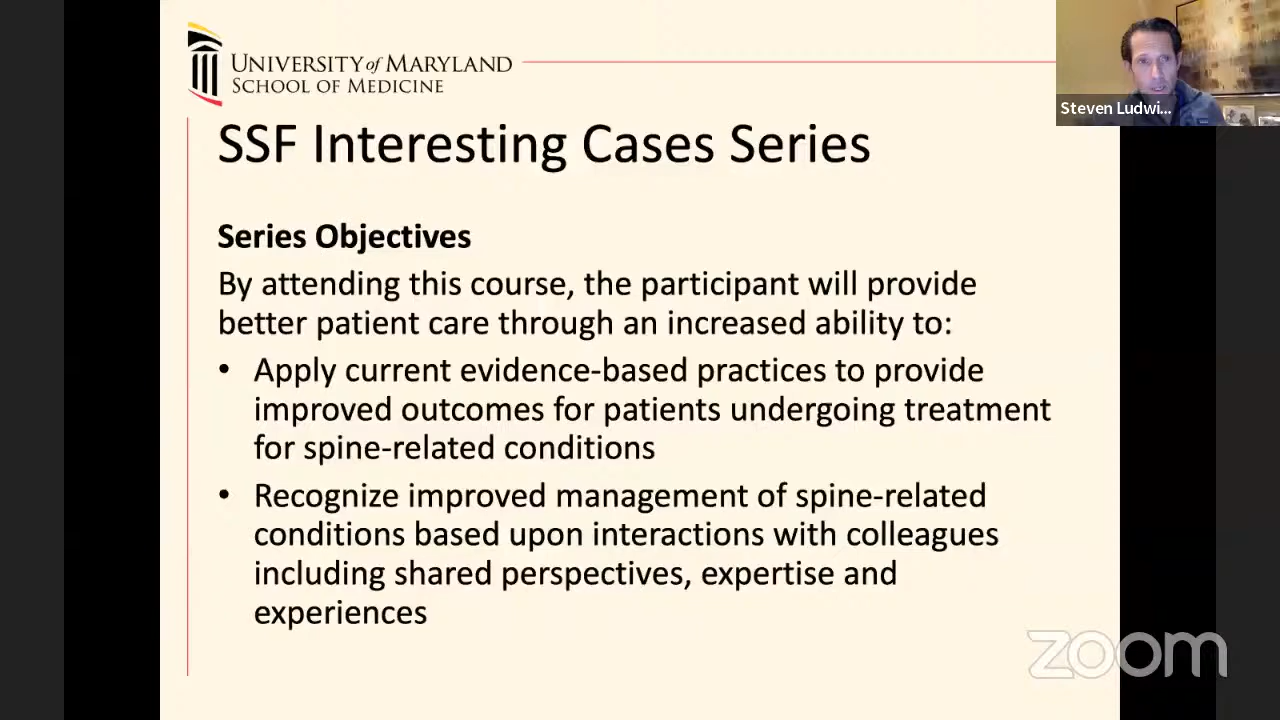 UNIVERSITY of MARYLAND
SCHOOL OF MEDICINE
Steven Ludwi...
SSF Interesting Cases Series
Series Objectives
By attending this course, the participant will provide
better patient care through an increased ability to:
• Apply current evidence-based practices to provide
improved outcomes for patients undergoing treatment
for spine-related conditions
• Recognize improved management of spine-related
conditions based upon interactions with colleagues
including shared perspectives, expertise and
experiences
zoom